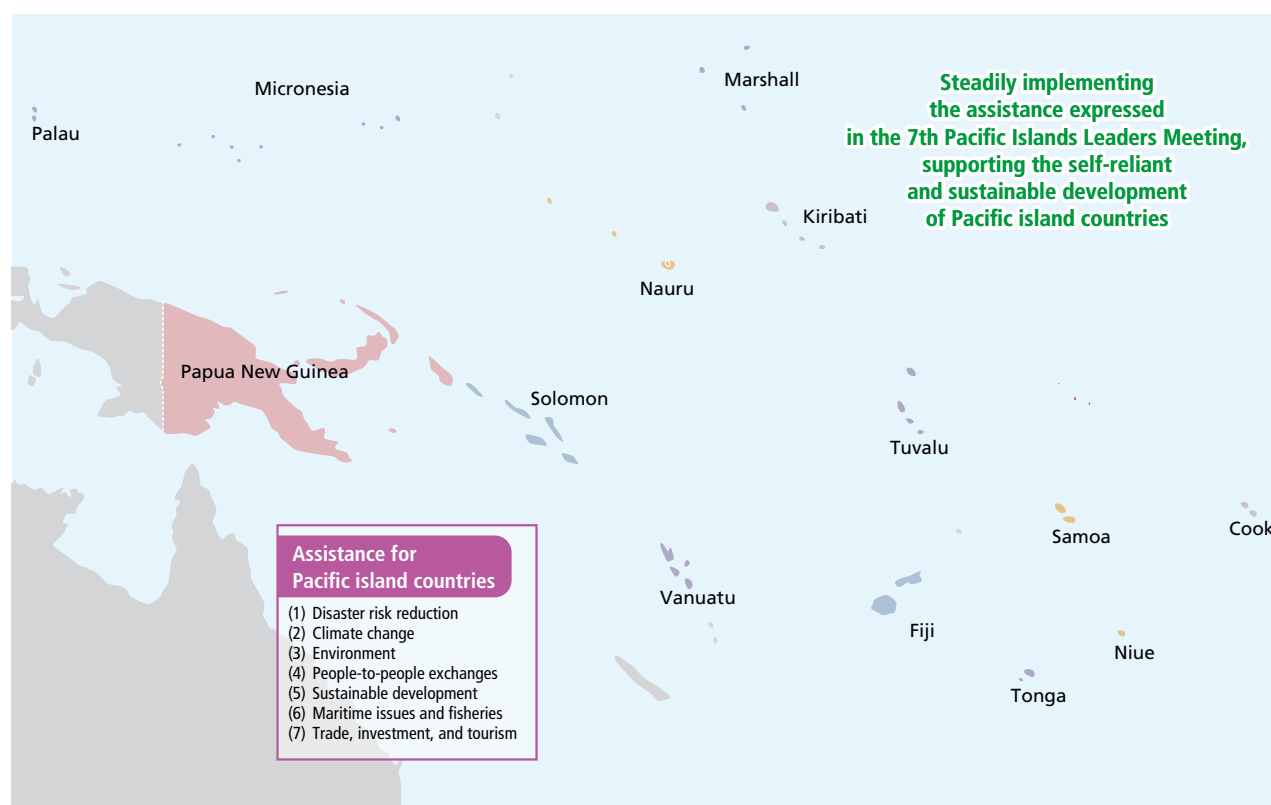 Steadily implementing
the assistance expressed
in the 7th Pacific Islands Leaders Meeting,
supporting the self-reliant
and sustainable development
of Pacific island countries
Micronesia
Marshall
Palau
Kiribati
Nauru
Papua New Guinea
Solomon
Tuvalu
Samoa
Cook
Vanuatu
Fiji
Niue
Tonga
Assistance for
Pacific island countries
(1) Disaster risk reduction
(2) Climate change
(3) Environment
(4) People-to-people exchanges
(5) Sustainable development
(6) Maritime issues and fisheries
(7) Trade, investment, and tourism